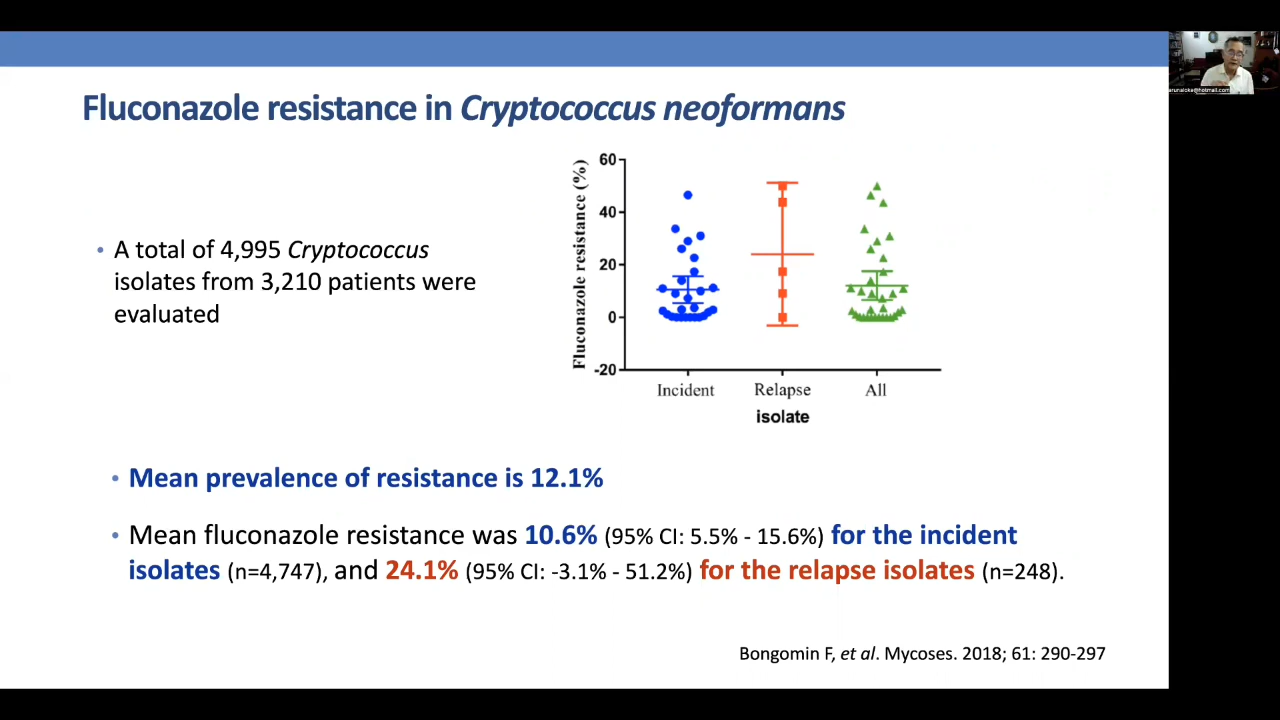 Fluconazole resistance in Cryptococcus neoformans
• A total of 4,995 Cryptococcus
isolates from 3,210 patients were
evaluated
Fluconazole resistance (%)
60
40
20
0
-20
Incident
Relapse
All
isolate
• Mean prevalence of resistance is 12.1%
• Mean fluconazole resistance was 10.6% (95% CI: 5.5% - 15.6%) for the incident
isolates (n=4,747), and 24.1% (95% CI: -3.1% - 51.2%) for the relapse isolates (n=248).
Bongomin F, et al. Mycoses. 2018; 61: 290-297
arunaloke@hotmail.com